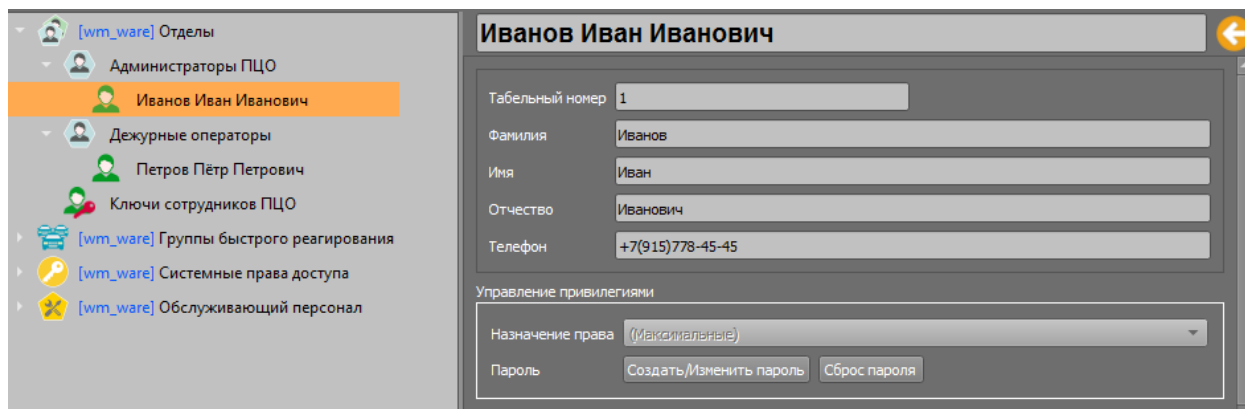 [wm_ware] Отделы
Администраторы ПЦО
Иванов Иван Иванович
Дежурные операторы
Петров Пётр Петрович
Ключи сотрудников ПЦО
[wm_ware] Группы быстрого реагирования
[wm_ware] Системные права доступа
[wm_ware] Обслуживающий персонал
Иванов Иван Иванович
Табельный номер 1
Фамилия Иванов
Имя Иван
Отчество Иванович
Телефон +7(915)778-45-45
Управление привилегиями
Назначение права (Максимальные)
Пароль Создать/Изменить пароль Сброс пароля